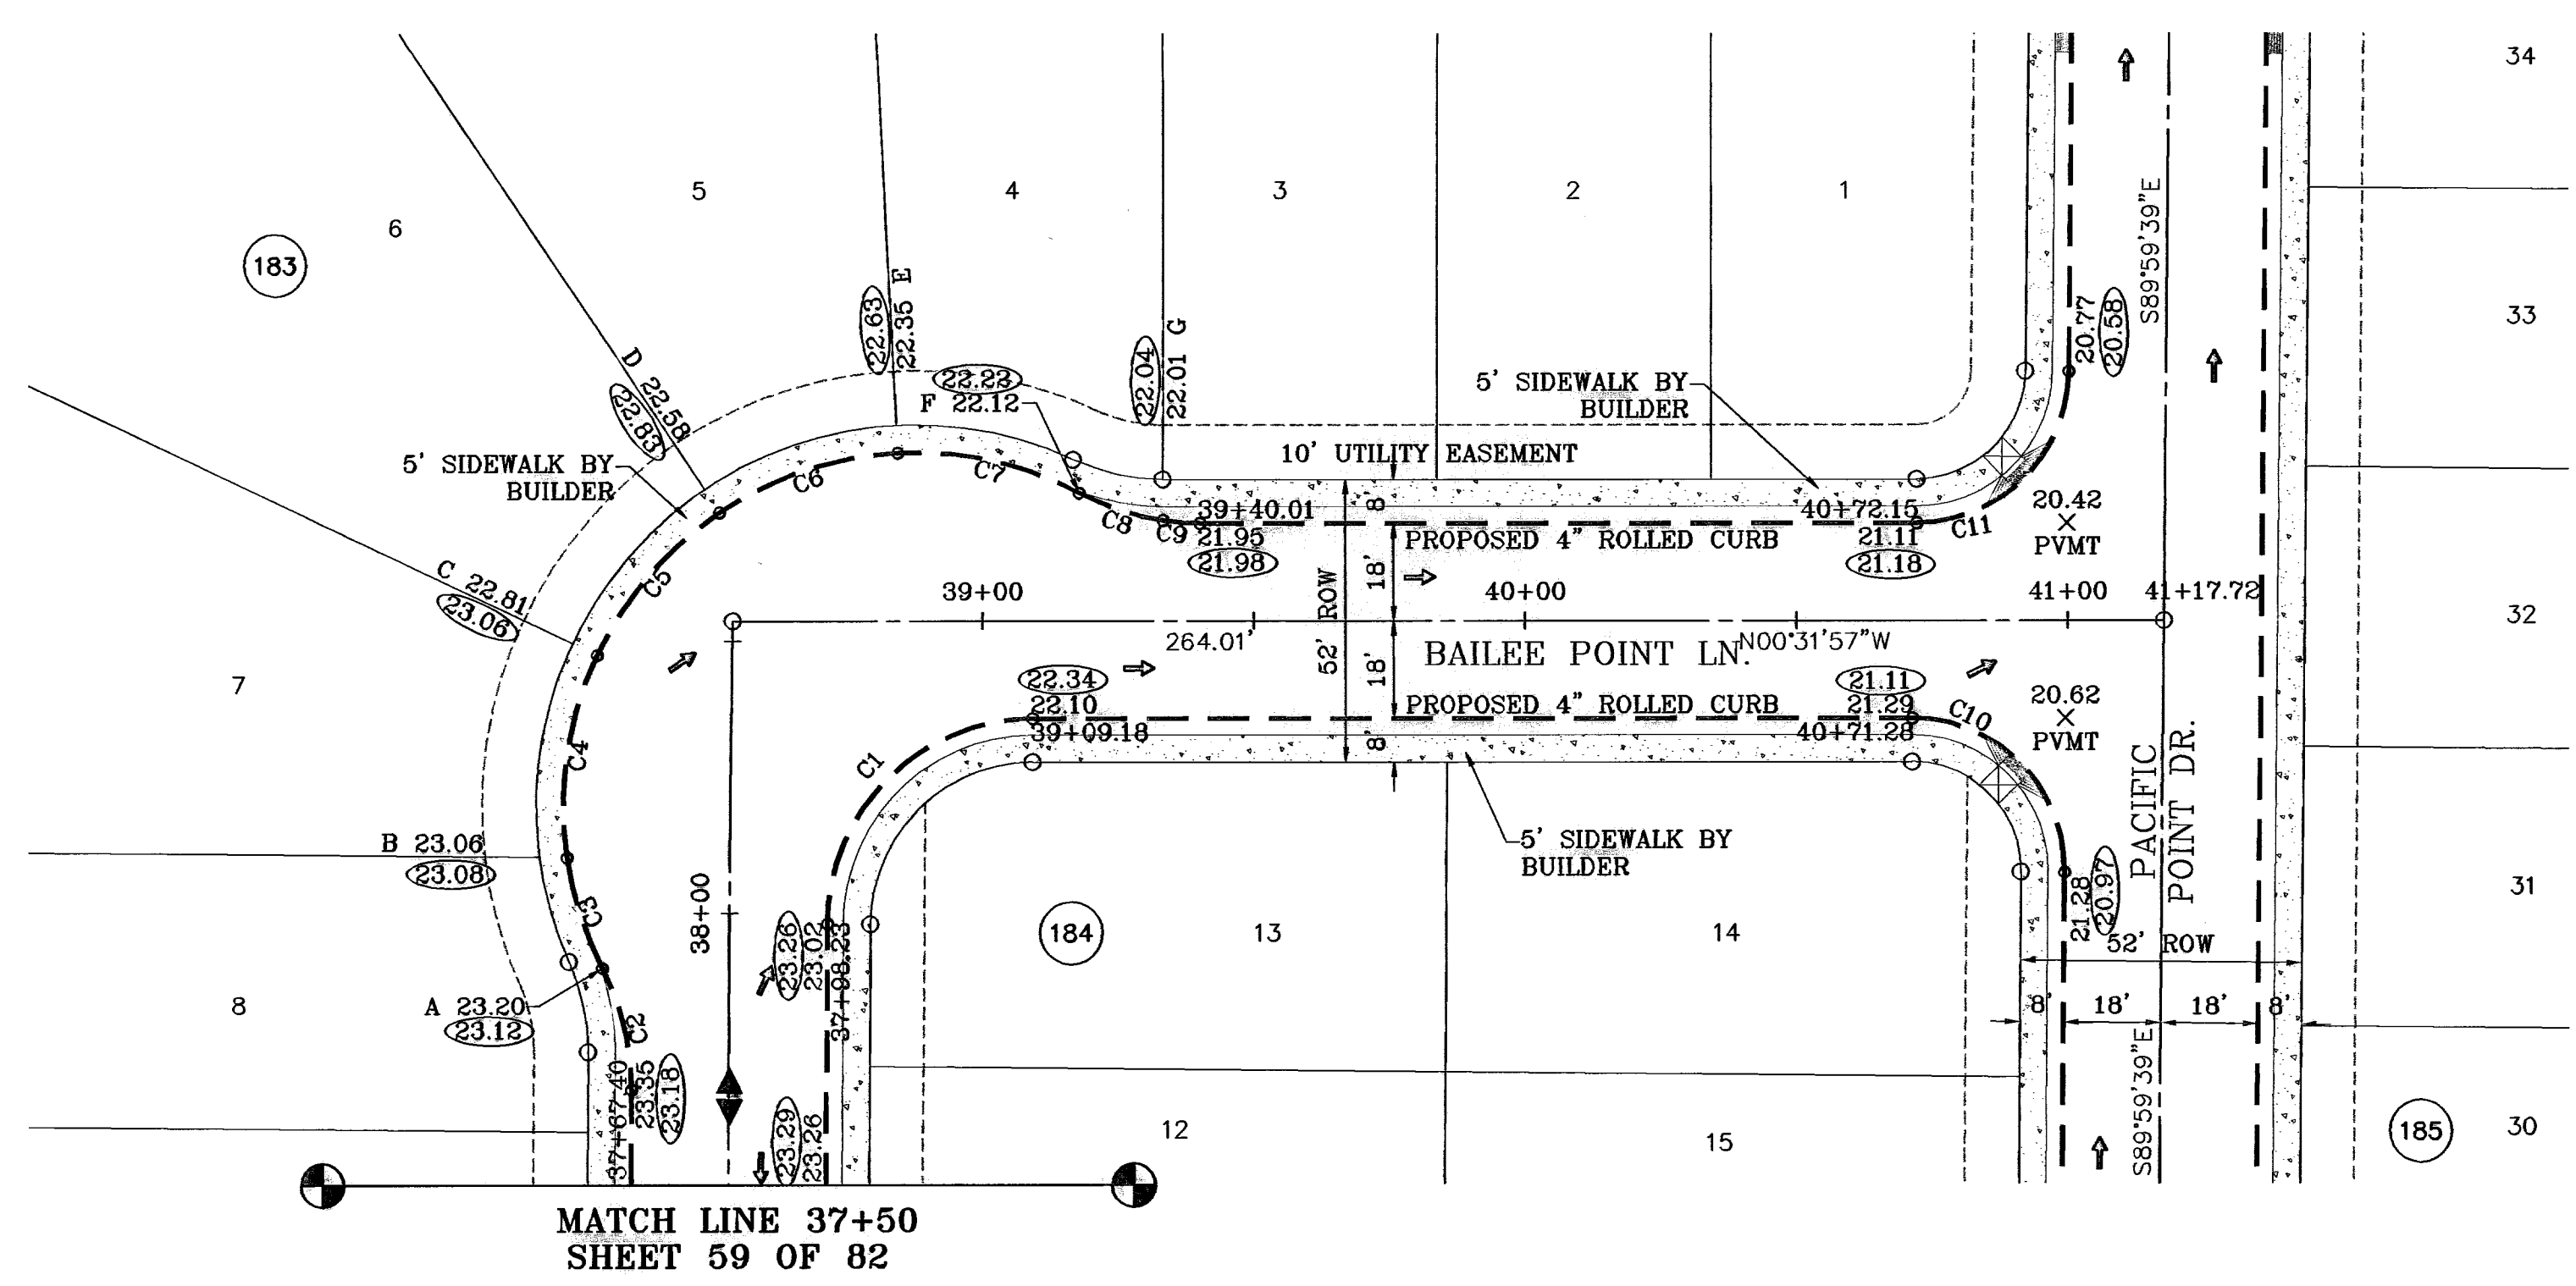 34
S89°59'39"E
5
4
3
2
1
6
183
33
20.77
20.58
22.63
22.35 E
D 22.58
22.83
22.22
F 22.12
22.04
22.01 G
5' SIDEWALK BY
BUILDER
5' SIDEWALK BY
BUILDER
10' UTILITY EASEMENT
C6
C7
C8
C9
8'
39+40.01
21.95
21.98
PROPOSED 4" ROLLED CURB
40+72.15
21.11
21.18
C11
20.42
PVMT
C5
C 22.81
23.06
39+00
18'
52' ROW
40+00
41+00
41+17.72
32
264.01'
BAILEE POINT LN.
N00°31'57"W
7
22.34
22.10
39+09.18
18'
PROPOSED 4" ROLLED CURB
21.11
21.29
40+71.28
C10
20.62
PVMT
8'
C4
C1
PACIFIC
POINT DR.
5' SIDEWALK BY
BUILDER
B 23.06
23.08
38+00
C3
23.26
23.02
37+98.23
184
13
14
31
21.28
20.97
52' ROW
8
A 23.20
23.12
C2
8'
18'
18'
8'
S89°59'39"E
37+67.40
23.35
23.18
23.29
23.26
12
15
185
30
MATCH LINE 37+50
SHEET 59 OF 82